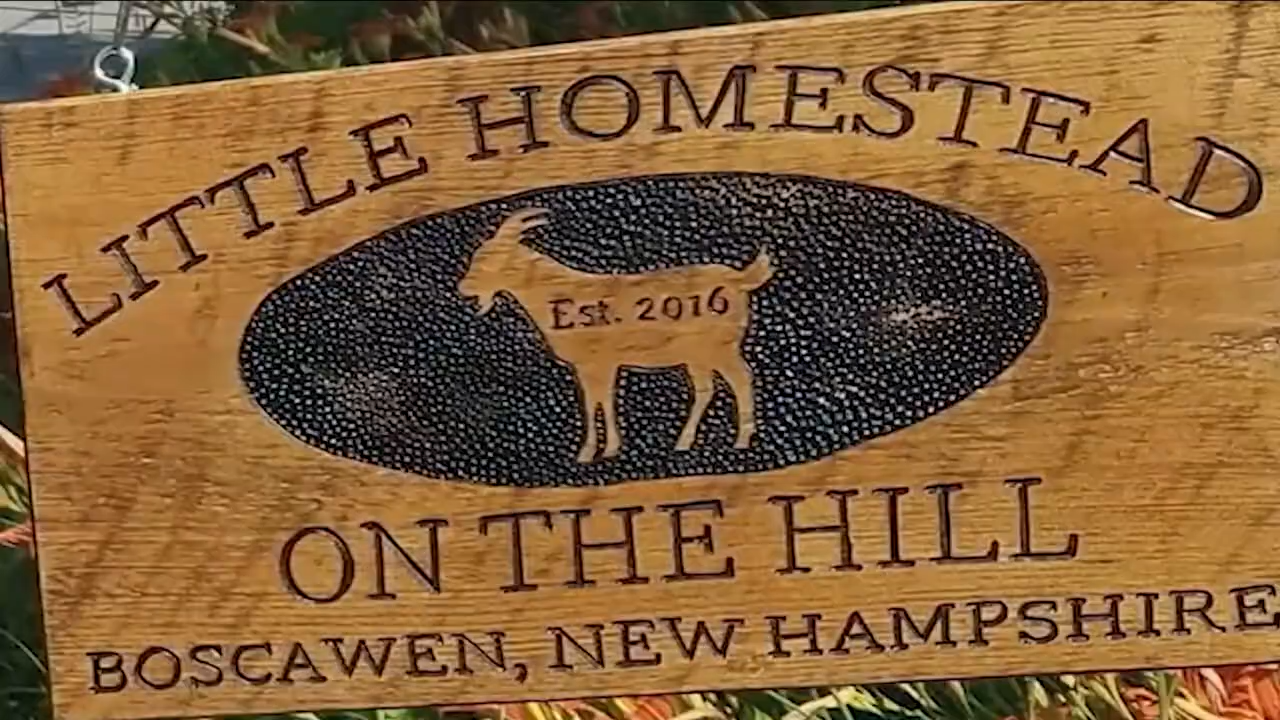 LITTLE HOMESTEAD
Est. 2016
ON THE HILL
BOSCAWEN, NEW HAMPSHIRE